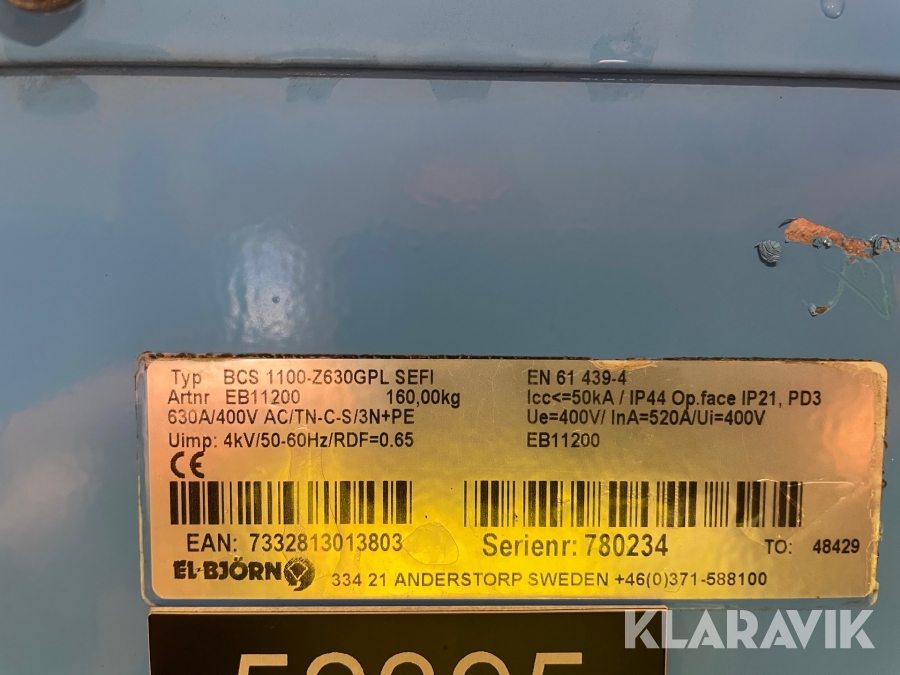 Typ BCS 1100-Z630GPL SEFI
Artnr EB11200 160,00kg
630A/400V AC/TN-C-S/3N+PE
Uimp: 4kV/50-60Hz/RDF=0.65
CE
EN 61 439-4
Icc<=50kA / IP44 Op.face IP21, PD3
Ue=400V/ InA=520A/Ui=400V
EB11200
EAN: 7332813013803
Serienr: 780234
TO: 48429
EL-BJÖRN
334 21 ANDERSTORP SWEDEN +46(0)371-588100
KLARAVIK